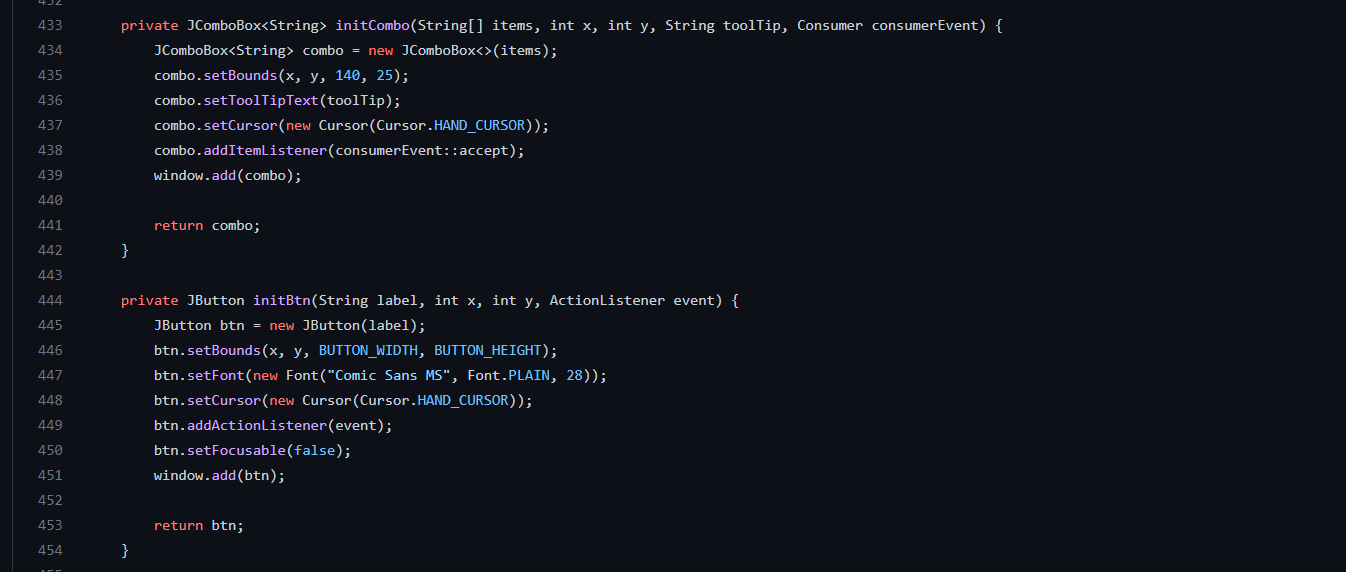 433 private JComboBox<String> initCombo(String[] items, int x, int y, String toolTip, Consumer consumerEvent) {
434 JComboBox<String> combo = new JComboBox<>(items);
435 combo.setBounds(x, y, 140, 25);
436 combo.setToolTipText(toolTip);
437 combo.setCursor(new Cursor(Cursor.HAND_CURSOR));
438 combo.addItemListener(consumerEvent::accept);
439 window.add(combo);
440
441 return combo;
442 }
443
444 private JButton initBtn(String label, int x, int y, ActionListener event) {
445 JButton btn = new JButton(label);
446 btn.setBounds(x, y, BUTTON_WIDTH, BUTTON_HEIGHT);
447 btn.setFont(new Font("Comic Sans MS", Font.PLAIN, 28));
448 btn.setCursor(new Cursor(Cursor.HAND_CURSOR));
449 btn.addActionListener(event);
450 btn.setFocusable(false);
451 window.add(btn);
452
453 return btn;
454 }